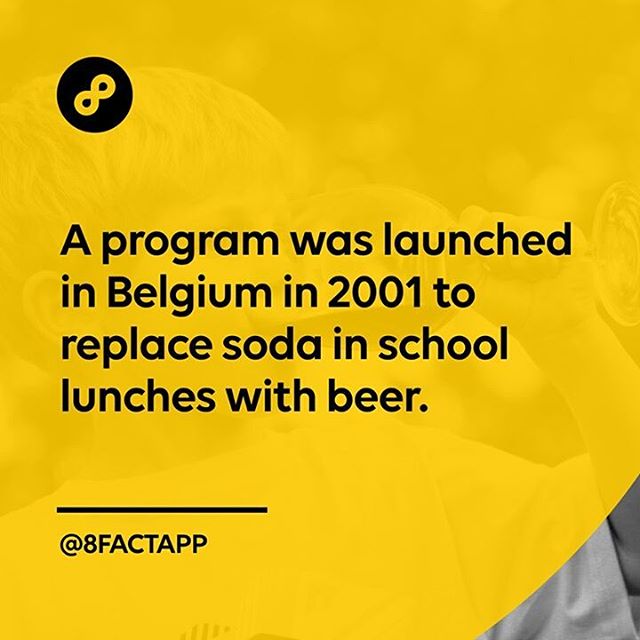 A program was launched
in Belgium in 2001 to
replace soda in school
lunches with beer.
@8FACTAPP